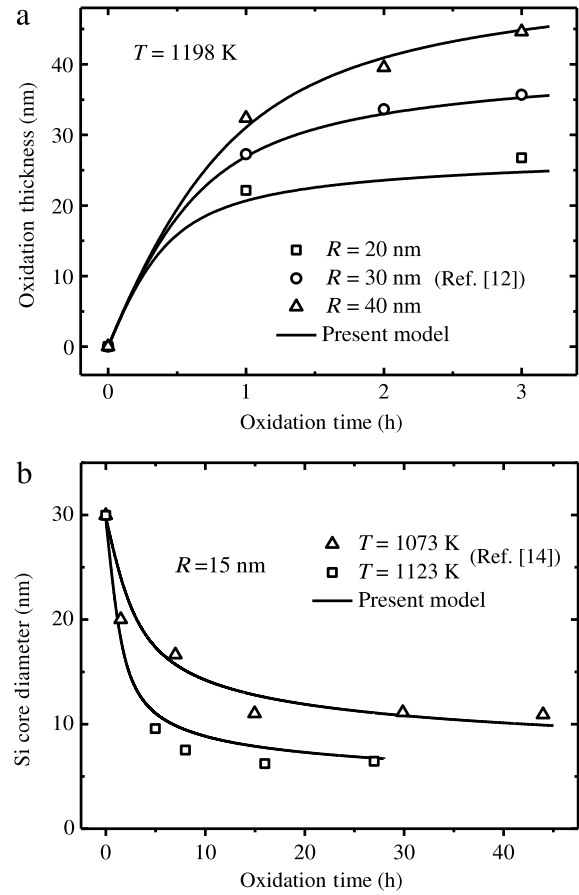 a
T = 1198 K
Oxidation thickness (nm)
40
30
20
10
0
R = 20 nm
R = 30 nm (Ref. [12])
R = 40 nm
Present model
0 1 2 3
Oxidation time (h)
b
Si core diameter (nm)
30
20
10
0
R =15 nm
T = 1073 K (Ref. [14])
T = 1123 K
Present model
0 10 20 30 40
Oxidation time (h)